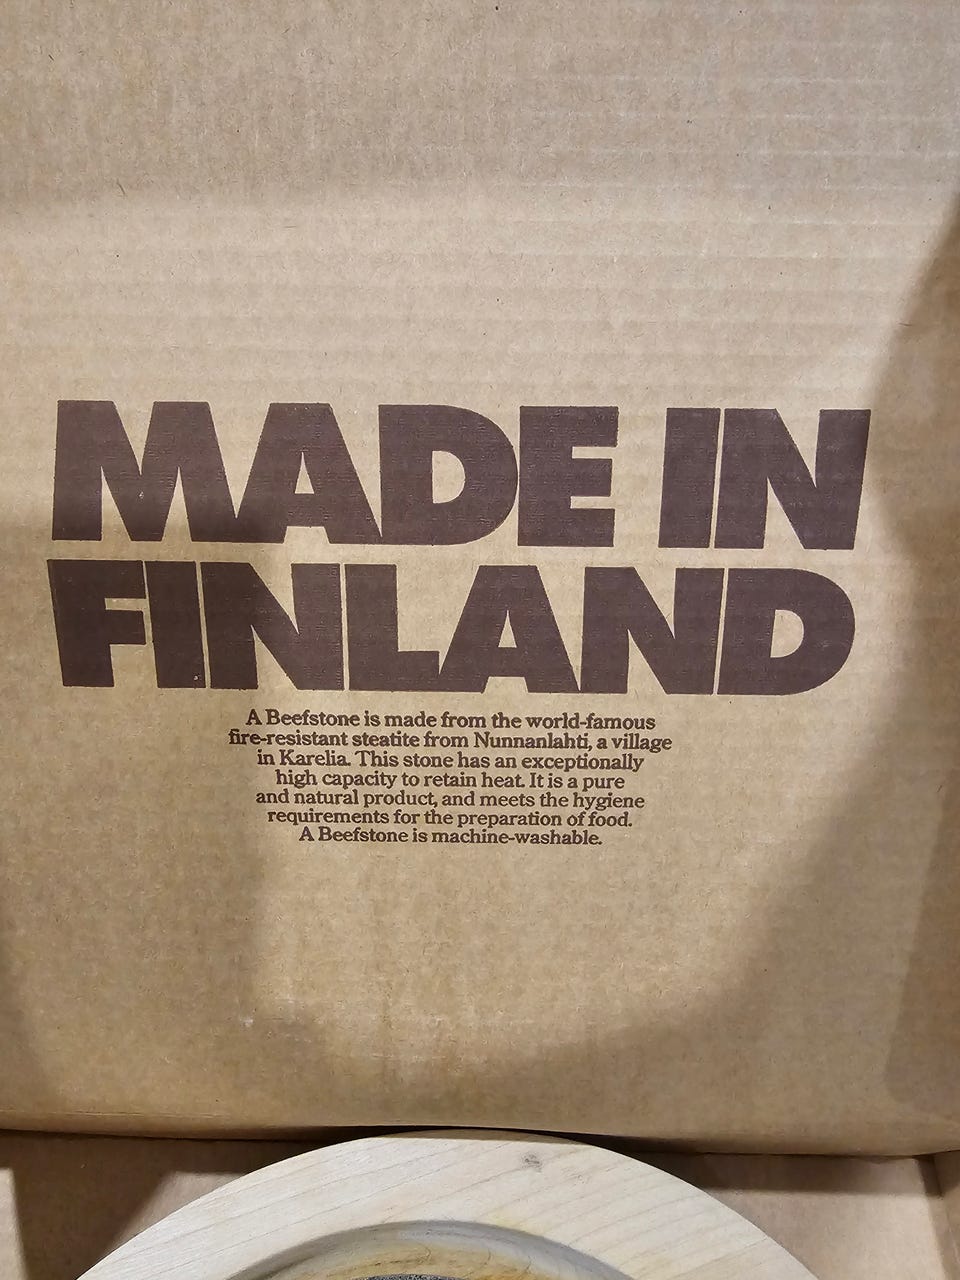 MADE IN
FINLAND
A Beefstone is made from the world-famous
fire-resistant steatite from Nunnanlahti, a village
in Karelia. This stone has an exceptionally
high capacity to retain heat. It is a pure
and natural product, and meets the hygiene
requirements for the preparation of food.
A Beefstone is machine-washable.